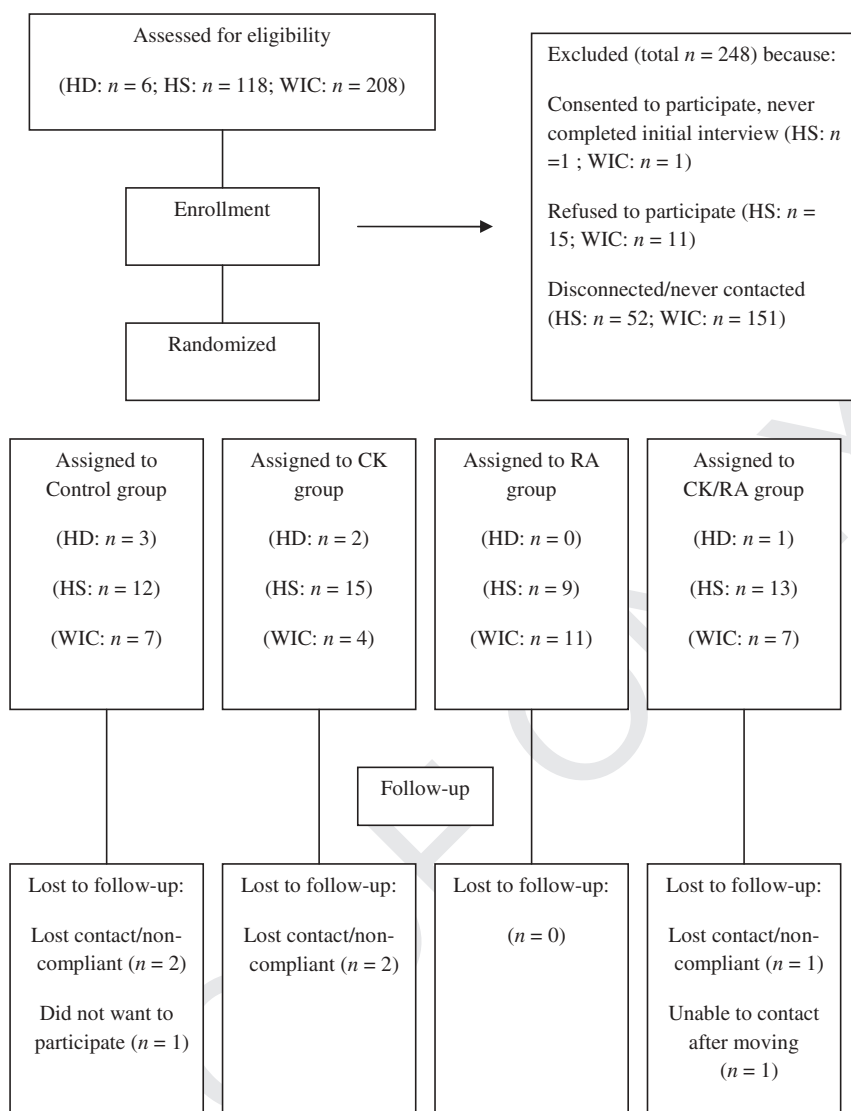 Assessed for eligibility
(HD: n = 6; HS: n = 118; WIC: n = 208)
Excluded (total n = 248) because:
Consented to participate, never
completed initial interview (HS: n
=1 ; WIC: n = 1)
Refused to participate (HS: n =
15; WIC: n = 11)
Disconnected/never contacted
(HS: n = 52; WIC: n = 151)
Enrollment
Randomized
Assigned to
Control group
(HD: n = 3)
(HS: n = 12)
(WIC: n = 7)
Assigned to CK
group
(HD: n = 2)
(HS: n = 15)
(WIC: n = 4)
Assigned to RA
group
(HD: n = 0)
(HS: n = 9)
(WIC: n = 11)
Assigned to
CK/RA group
(HD: n = 1)
(HS: n = 13)
(WIC: n = 7)
Follow-up
Lost to follow-up:
Lost contact/non-
compliant (n = 2)
Did not want to
participate (n = 1)
Lost to follow-up:
Lost contact/non-
compliant (n = 2)
Lost to follow-up:
(n = 0)
Lost to follow-up:
Lost contact/non-
compliant (n = 1)
Unable to contact
after moving
(n = 1)